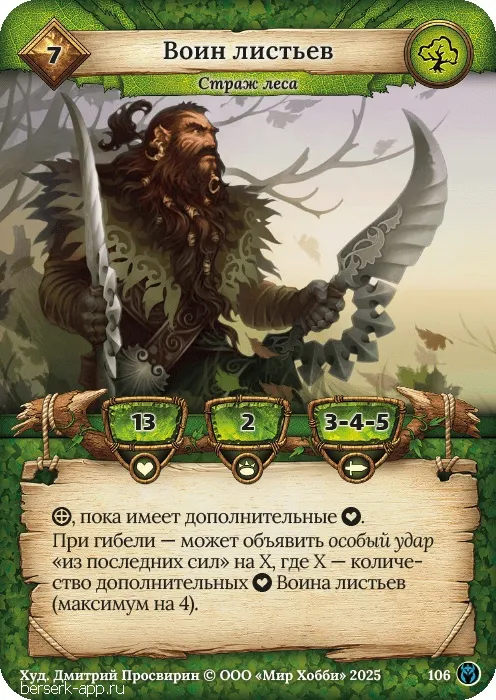 7
Воин листьев
Страж леса
13
2
3-4-5
, пока имеет дополнительные .
При гибели — может объявить особый удар
«из последних сил» на X, где X — количе-
ство дополнительных Воина листьев
(максимум на 4).
Худ. Дмитрий Просвирин © ООО «Мир Хобби» 2025
106
berserk-app.ru